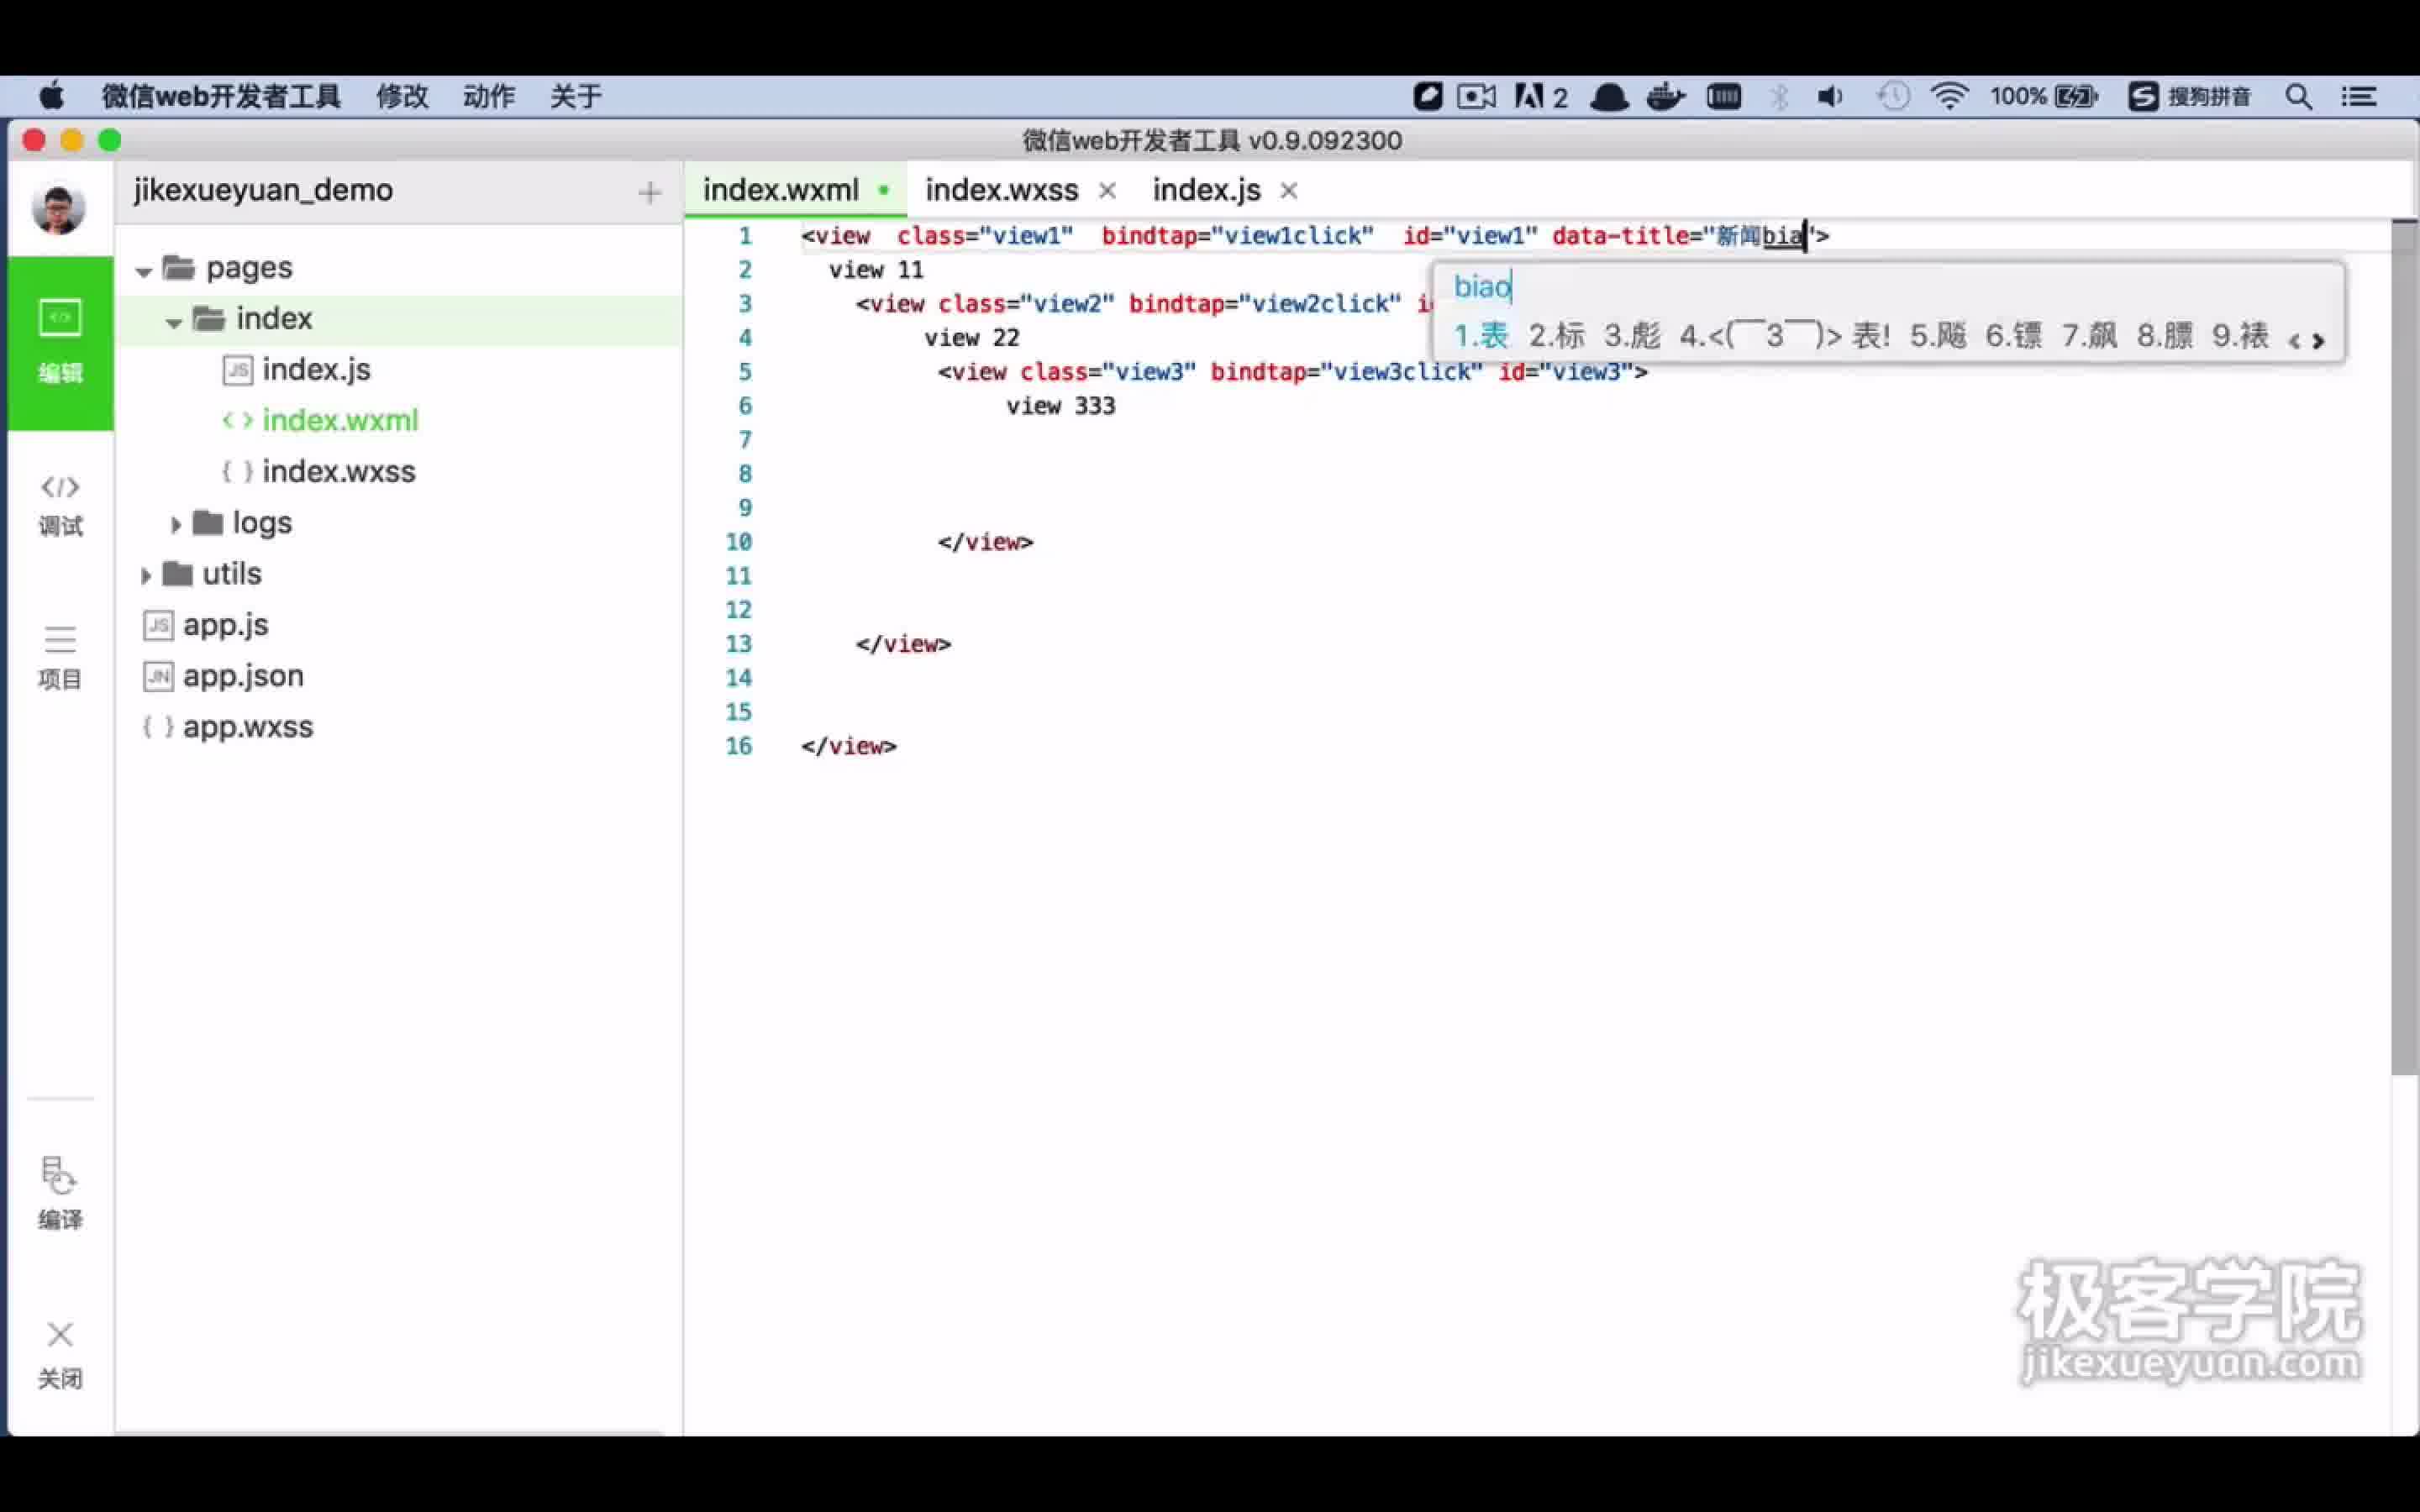 微信web开发者工具 修改 动作 关于 2 100% 搜狗拼音
微信web开发者工具 v0.9.092300
jikexueyuan_demo
index.wxml index.wxss index.js
编辑
调试
项目
编译
关闭
pages
index
JS index.js
<> index.wxml
{ } index.wxss
logs
utils
JS app.js
JN app.json
{ } app.wxss
1 <view  class="view1"  bindtap="view1click"  id="view1" data-title="新闻bia">
2 view 11
3 <view class="view2" bindtap="view2click" i
4 view 22
5 <view class="view3" bindtap="view3click" id="view3">
6 view 333
7
8
9
10 </view>
11
12
13 </view>
14
15
16 </view>
biao
1.表 2.标 3.彪 4.<(￣3￣)> 表! 5.飚 6.镖 7.飙 8.膘 9.裱
极客学院
jikexueyuan.com